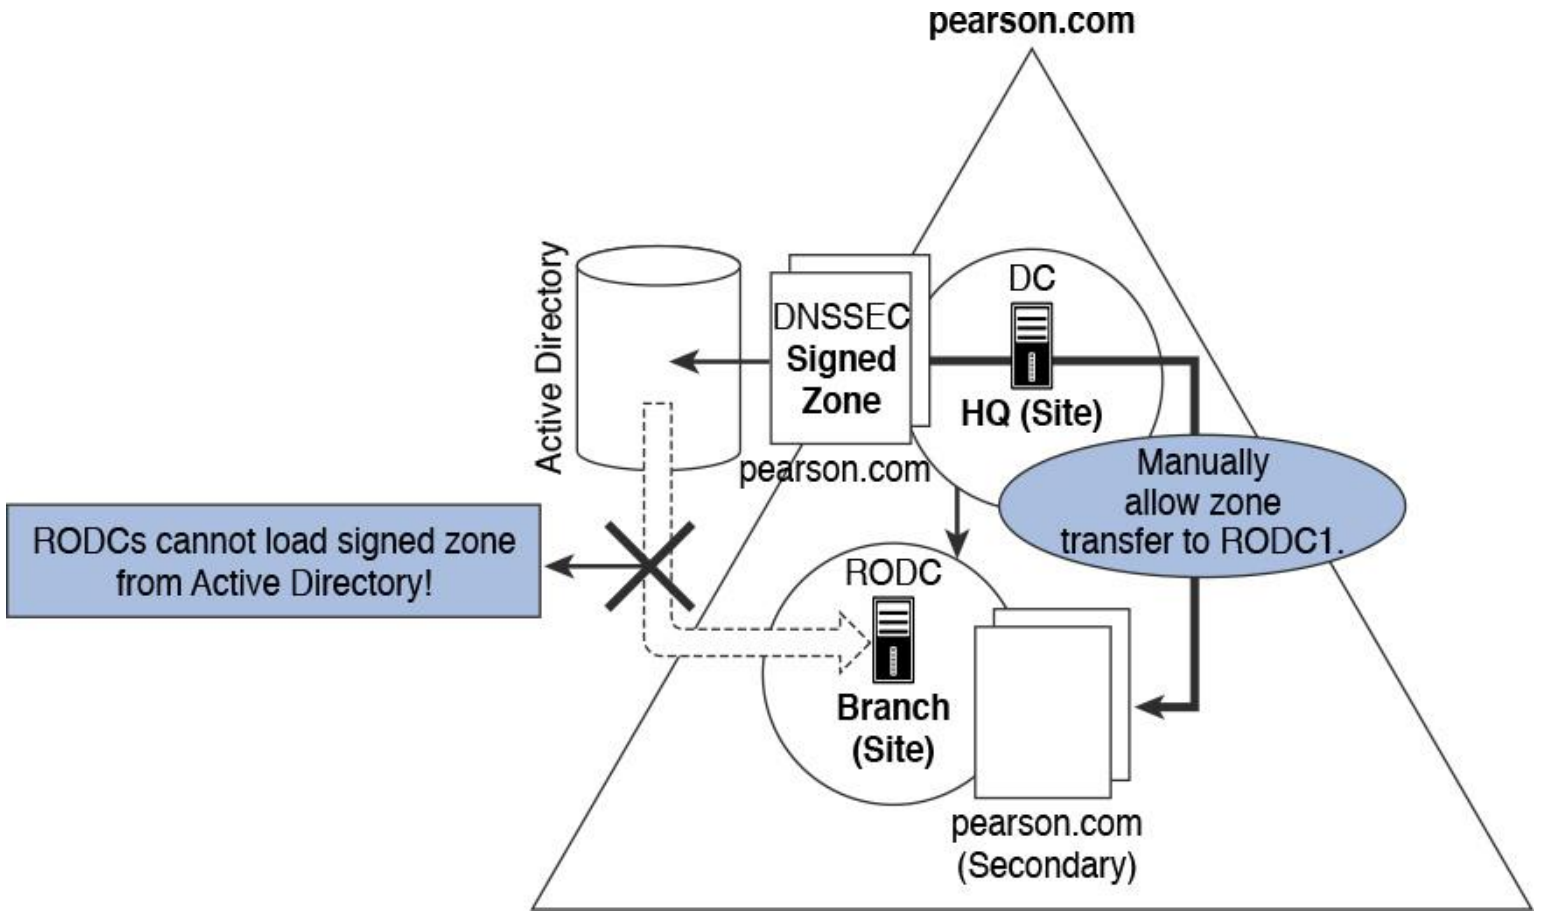 pearson.com
Active Directory
DNSSEC
Signed
Zone
pearson.com
DC
HQ (Site)
Manually
allow zone
transfer to RODC1.
RODCs cannot load signed zone
from Active Directory!
RODC
Branch
(Site)
pearson.com
(Secondary)